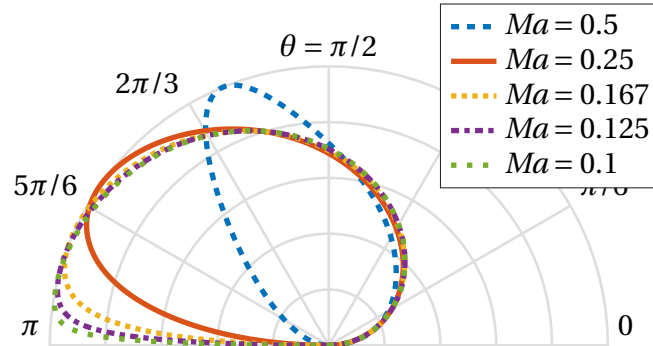 Ma = 0.5
θ = π/2
Ma = 0.25
2π/3
Ma = 0.167
Ma = 0.125
5π/6
Ma = 0.1
π
0